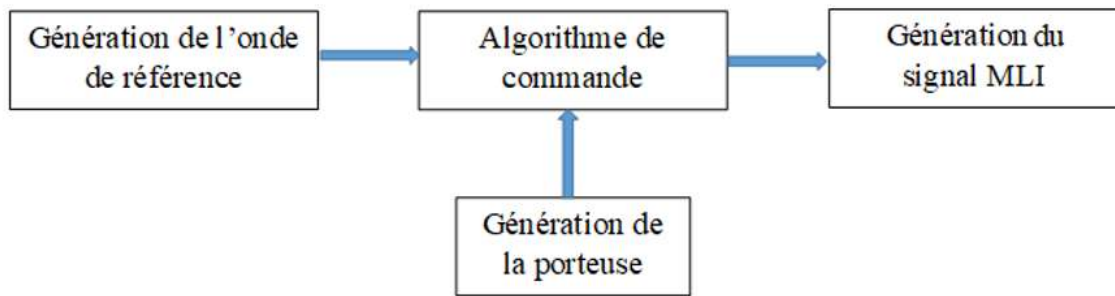 Génération de l’onde
de référence
Algorithme de
commande
Génération du
signal MLI
Génération de
la porteuse